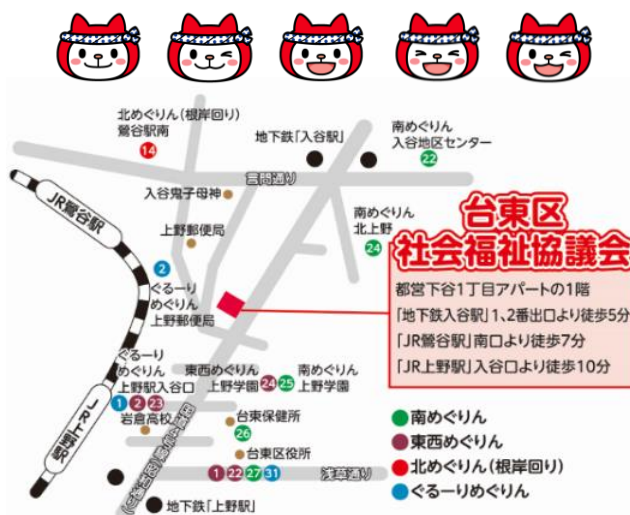 北めぐりん(根岸回り)
鶯谷駅南
14
地下鉄「入谷駅」
南めぐりん
入谷地区センター
22
言問通り
JR鶯谷駅
入谷鬼子母神
上野郵便局
2
ぐるーり
めぐりん
上野郵便局
南めぐりん
北上野
24
台東区
社会福祉協議会
都営下谷1丁目アパートの1階
「地下鉄入谷駅」1、2番出口より徒歩5分
「JR鶯谷駅」南口より徒歩7分
「JR上野駅」入谷口より徒歩10分
ぐるーり
めぐりん
上野駅入谷口
1 2 23
東西めぐりん
上野学園
24 25
南めぐりん
上野学園
岩倉高校
JR上野駅
台東保健所
26
台東区役所
1 22 27 31
浅草通り
地下鉄「上野駅」
南めぐりん
東西めぐりん
北めぐりん(根岸回り)
ぐるーりめぐりん